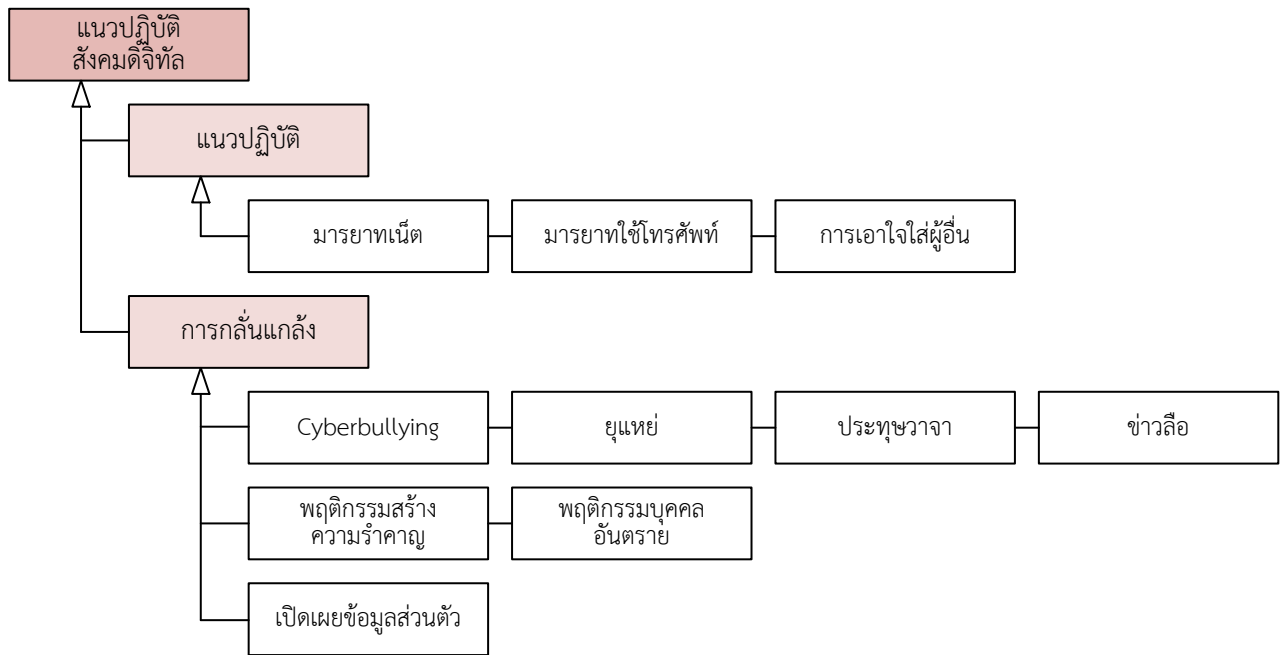 แนวปฏิบัติ
สังคมดิจิทัล
แนวปฏิบัติ
มารยาทเน็ต
มารยาทใช้โทรศัพท์
การเอาใจใส่ผู้อื่น
การกลั่นแกล้ง
Cyberbullying
ยุแหย่
ประทุษวาจา
ข่าวลือ
พฤติกรรมสร้าง
ความรำคาญ
พฤติกรรมบุคคล
อันตราย
เปิดเผยข้อมูลส่วนตัว